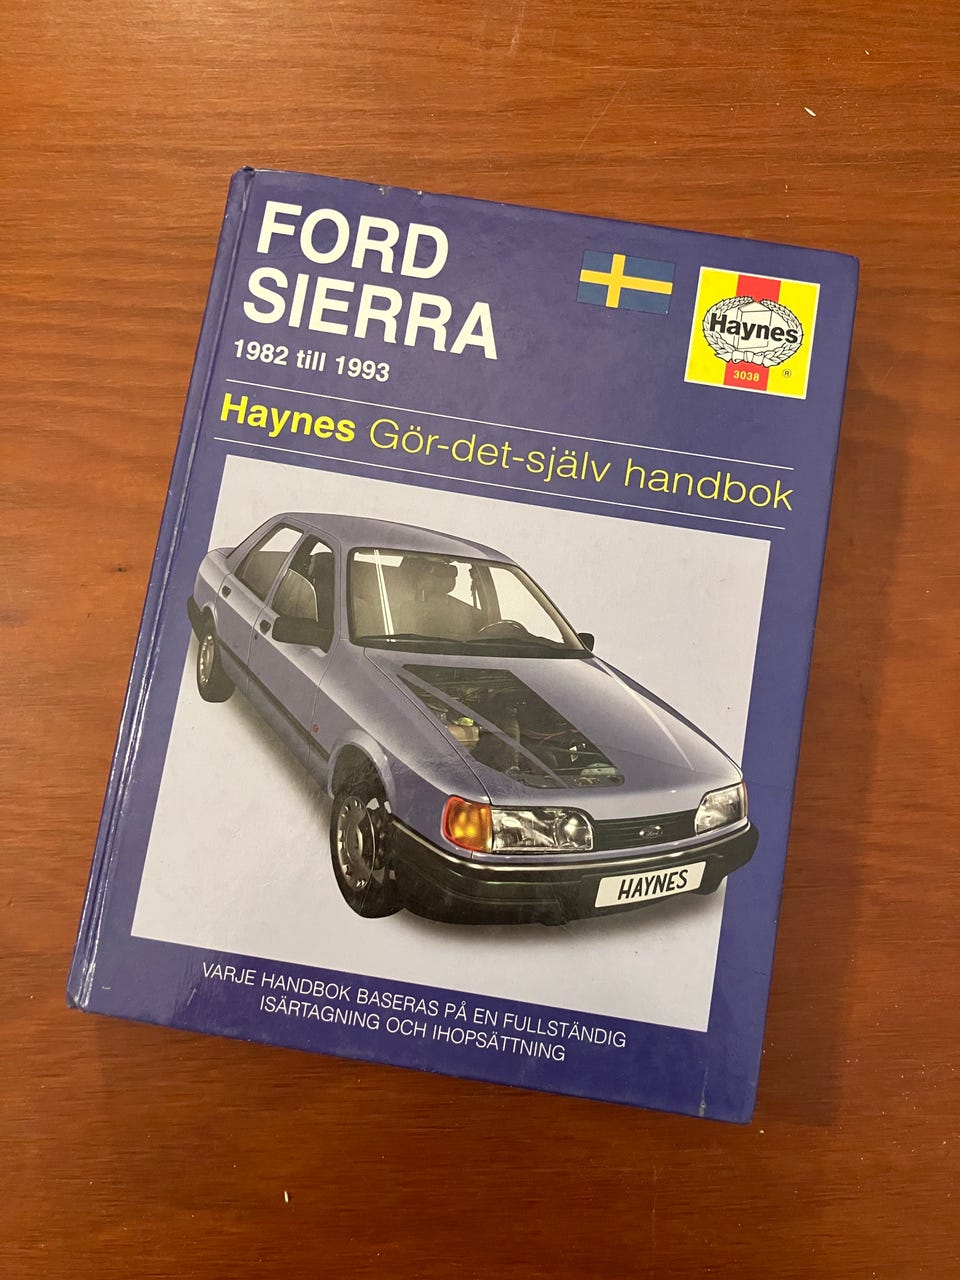 FORD
SIERRA
1982 till 1993
Haynes
3038
®
Haynes Gör-det-själv handbok
Ford
HAYNES
VARJE HANDBOK BASERAS PÅ EN FULLSTÄNDIG
ISÄRTAGNING OCH IHOPSÄTTNING